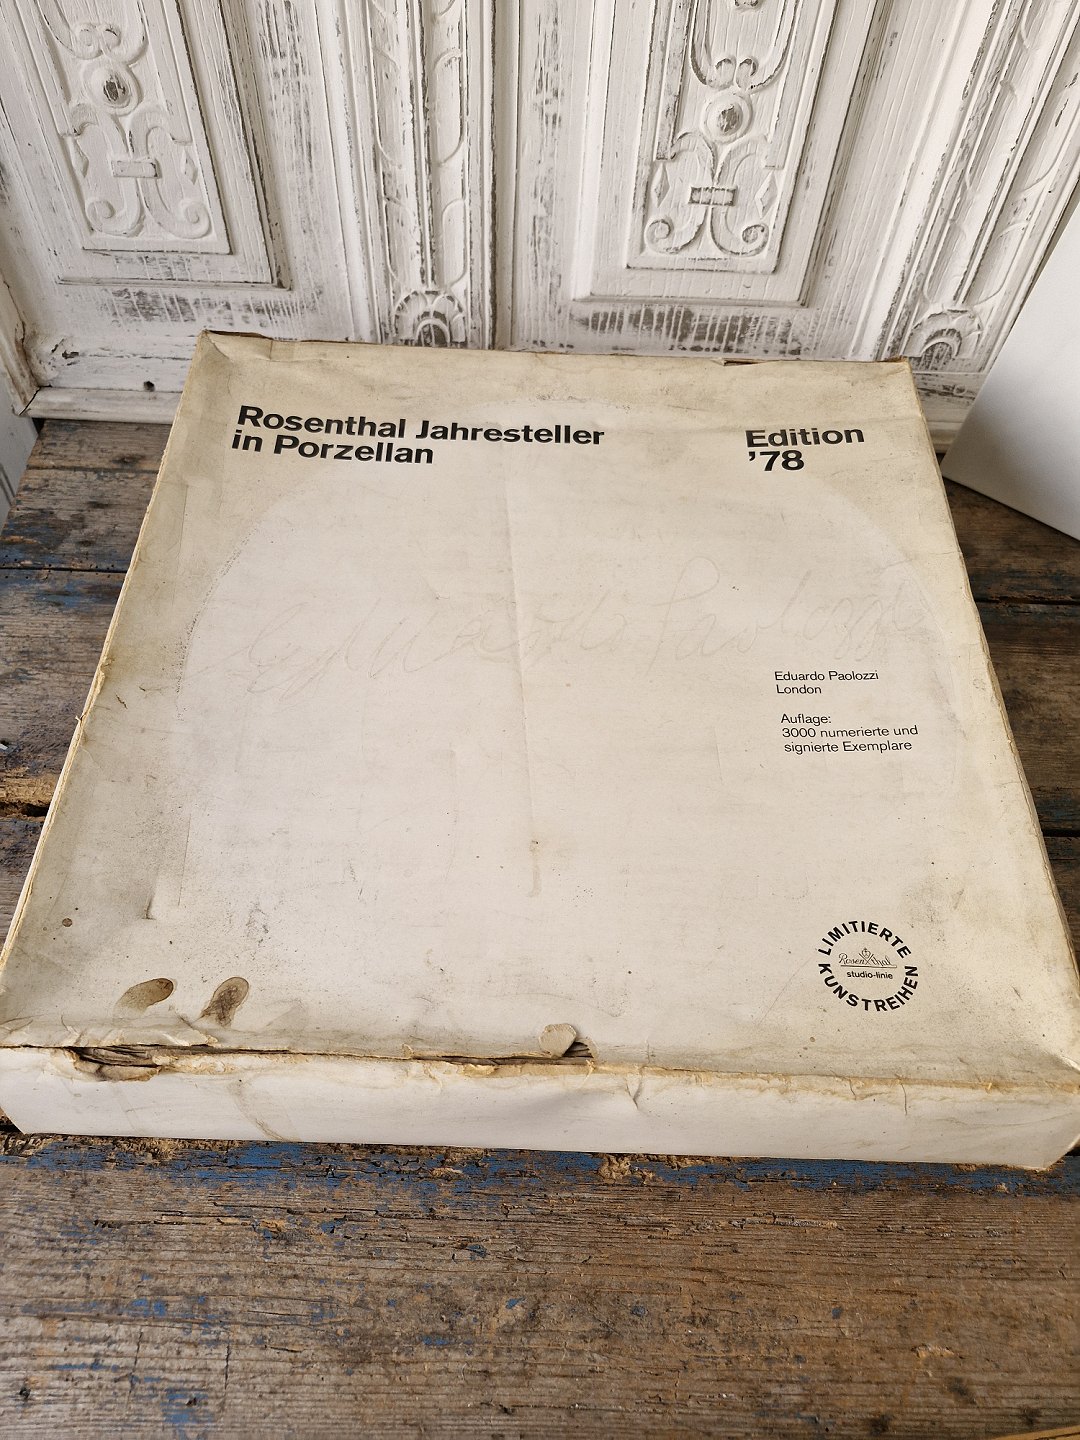 Rosenthal Jahresteller
in Porzellan
Edition
'78
Eduardo Paolozzi
London
Auflage:
3000 numerierte und
signierte Exemplare
LIMITIERTE
Rosenthal
studio-linie
KUNSTREIHEN